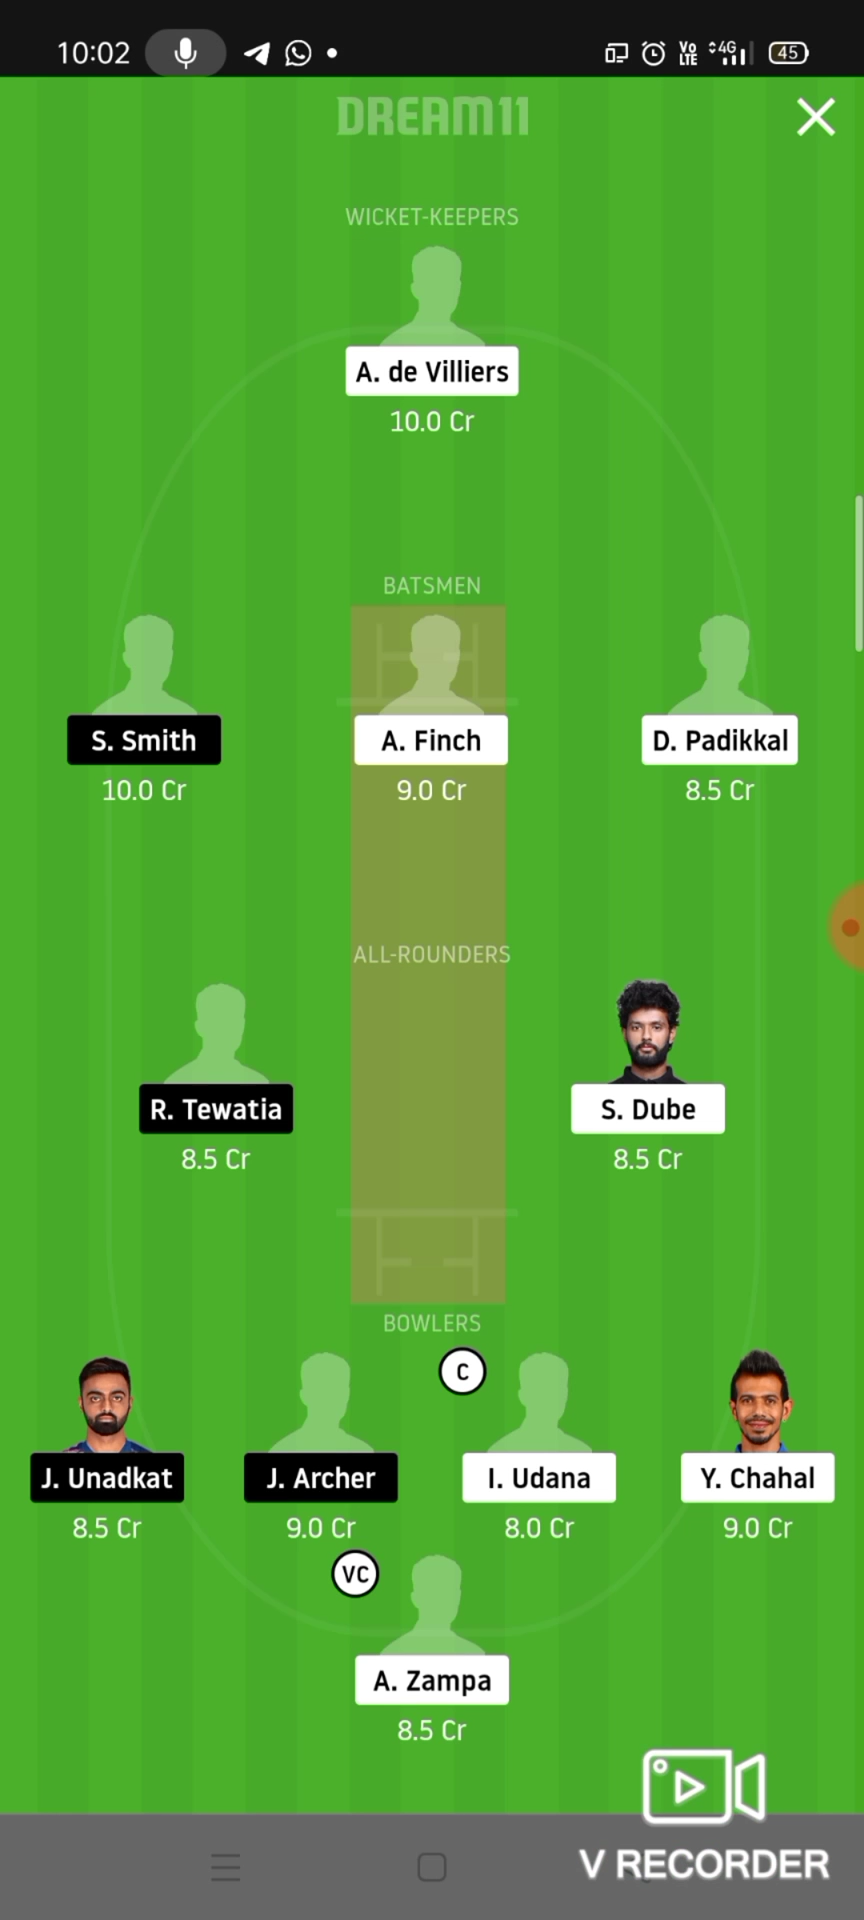 10:02
Vo
LTE
4G
45
DREAM11
WICKET-KEEPERS
A. de Villiers
10.0 Cr
BATSMEN
S. Smith
A. Finch
D. Padikkal
10.0 Cr
9.0 Cr
8.5 Cr
ALL-ROUNDERS
R. Tewatia
S. Dube
8.5 Cr
8.5 Cr
BOWLERS
C
J. Unadkat
J. Archer
I. Udana
Y. Chahal
8.5 Cr
9.0 Cr
8.0 Cr
9.0 Cr
VC
A. Zampa
8.5 Cr
V RECORDER